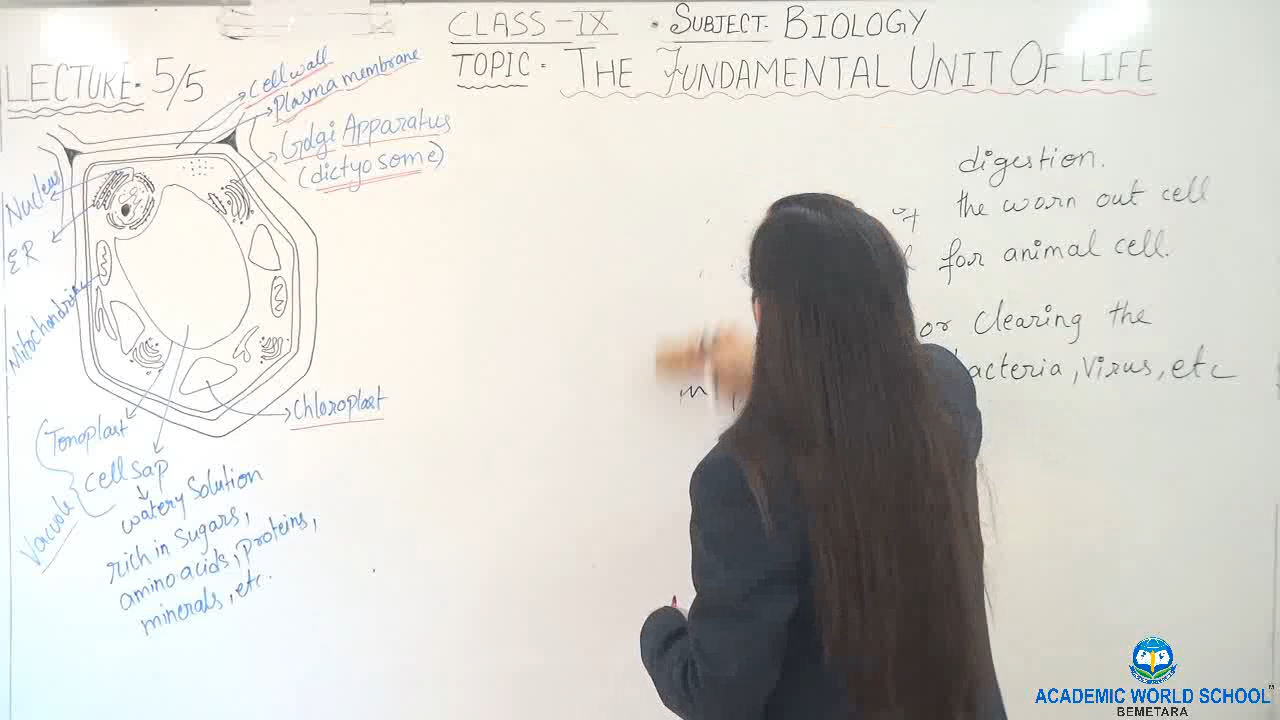 CLASS - IX • SUBJECT. BIOLOGY
TOPIC • THE FUNDAMENTAL UNIT OF LIFE
LECTURE • 5/5
Cell wall
Plasma membrane
Golgi Apparatus
(dictyosome)
Nucleus
ER
Mitochondria
Chloroplast
Tonoplast
cell sap
Vacuole
watery solution
rich in sugars,
amino acids, proteins,
minerals, etc.
digestion.
the worn out cell
for animal cell.
or clearing the
acteria, virus, etc
ACADEMIC WORLD SCHOOL
BEMETARA